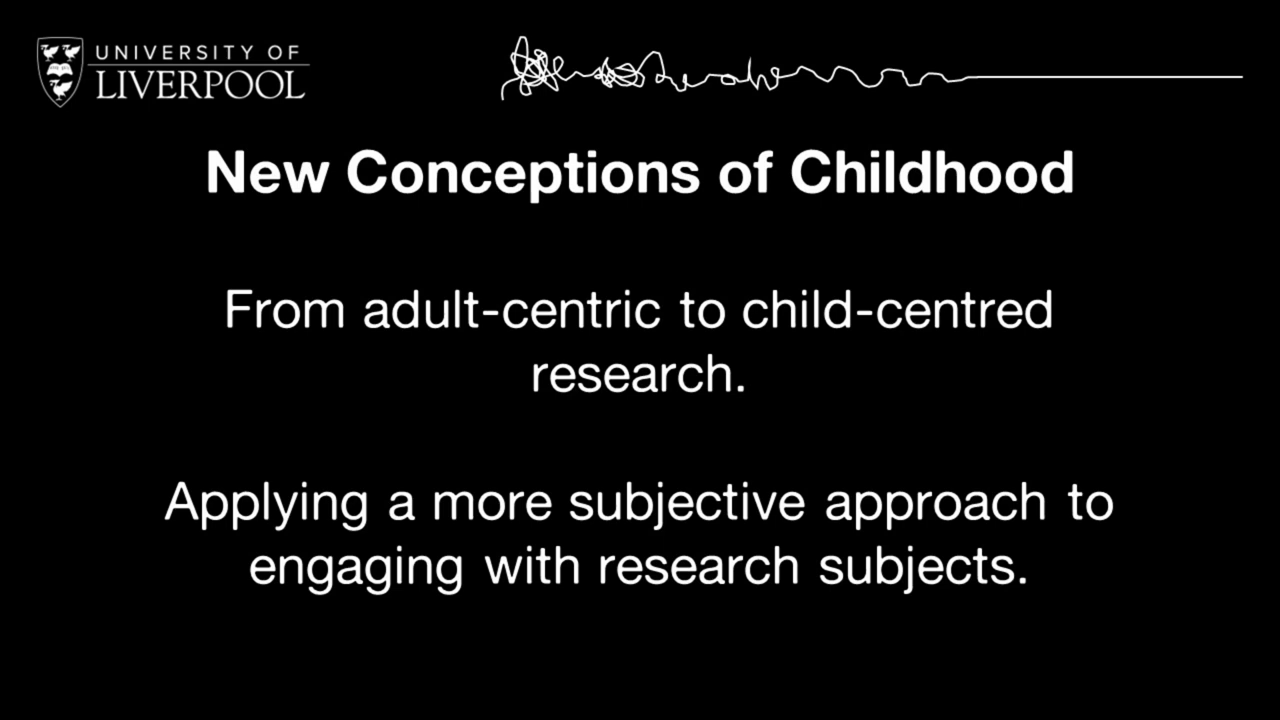 UNIVERSITY OF
LIVERPOOL
New Conceptions of Childhood
From adult-centric to child-centred
research.
Applying a more subjective approach to
engaging with research subjects.